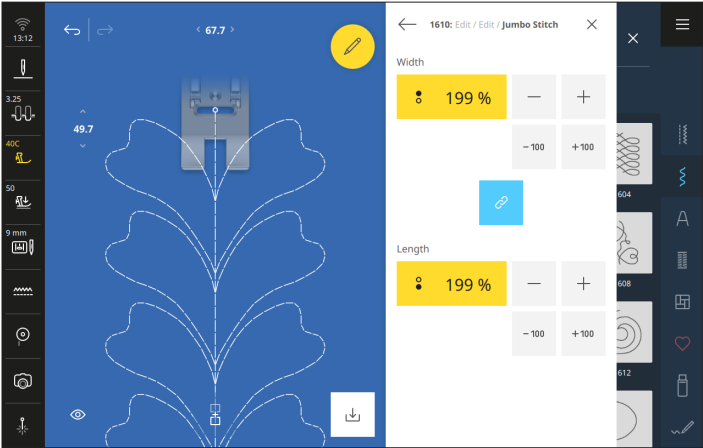 13:12
3.25
40C
50
9 mm
67.7
49.7
1610: Edit / Edit / Jumbo Stitch
Width
199 %
−100
+100
Length
199 %
−100
+100
604
608
612
A